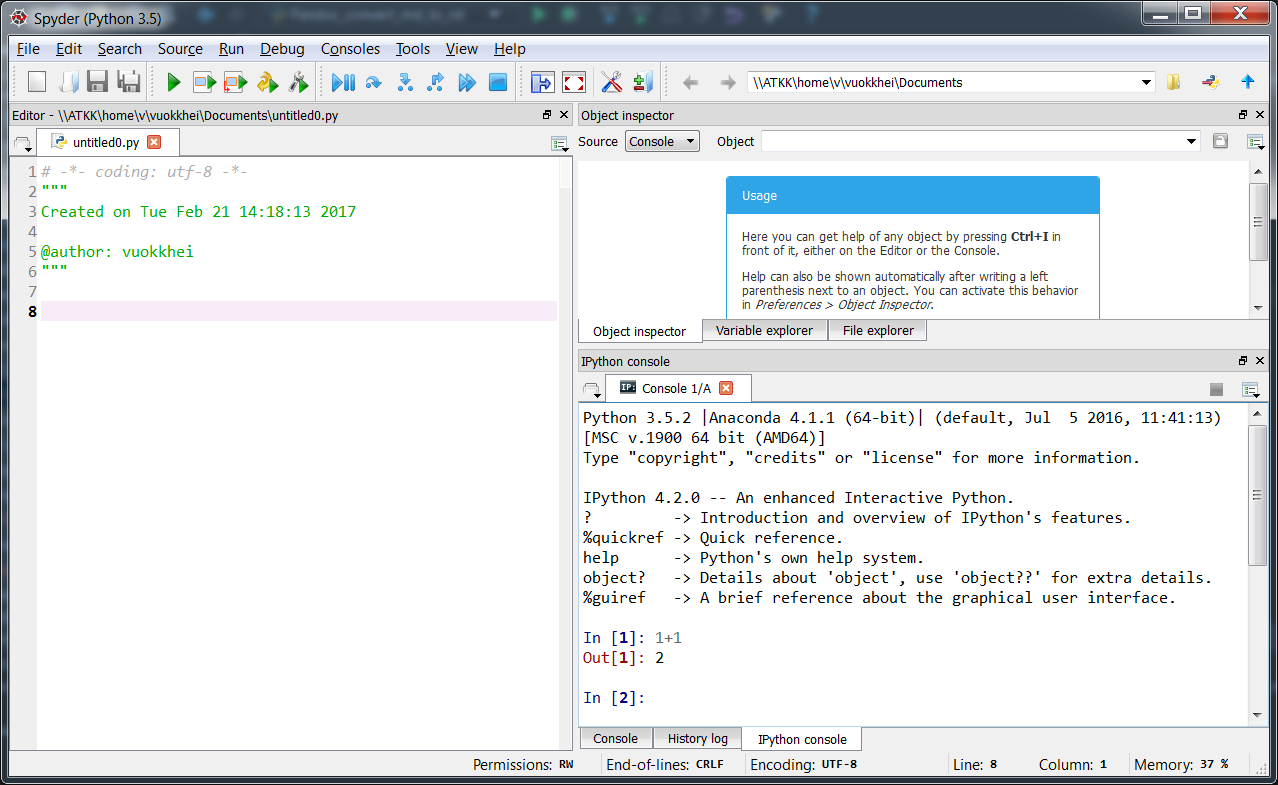 Spyder (Python 3.5)
File Edit Search Source Run Debug Consoles Tools View Help
\\ATKK\home\v\vuokkhei\Documents
Editor - \\ATKK\home\v\vuokkhei\Documents\untitled0.py
untitled0.py
1 # -*- coding: utf-8 -*-
2 """
3 Created on Tue Feb 21 14:18:13 2017
4
5 @author: vuokkhei
6 """
7
8
Object inspector
Source Console Object
Usage
Here you can get help of any object by pressing Ctrl+I in
front of it, either on the Editor or the Console.
Help can also be shown automatically after writing a left
parenthesis next to an object. You can activate this behavior
in Preferences > Object Inspector.
Object inspector Variable explorer File explorer
IPython console
IP: Console 1/A
Python 3.5.2 |Anaconda 4.1.1 (64-bit)| (default, Jul  5 2016, 11:41:13)
[MSC v.1900 64 bit (AMD64)]
Type "copyright", "credits" or "license" for more information.
IPython 4.2.0 -- An enhanced Interactive Python.
?         -> Introduction and overview of IPython's features.
%quickref -> Quick reference.
help      -> Python's own help system.
object?   -> Details about 'object', use 'object??' for extra details.
%guiref   -> A brief reference about the graphical user interface.
In [1]: 1+1
Out[1]: 2
In [2]:
Console History log IPython console
Permissions: RW End-of-lines: CRLF Encoding: UTF-8 Line: 8 Column: 1 Memory: 37 %